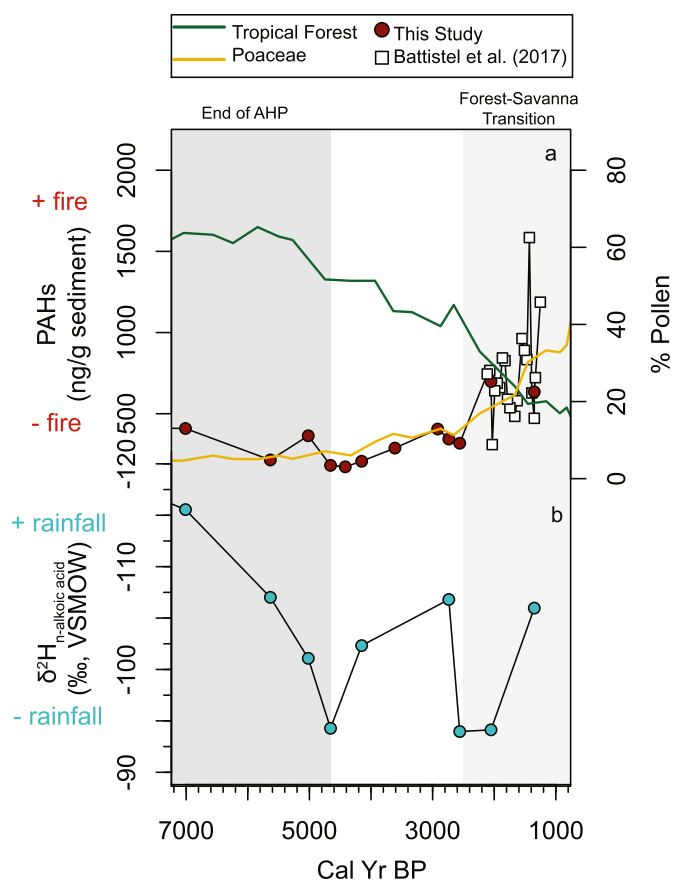 Tropical Forest
This Study
Poaceae
Battistel et al. (2017)
End of AHP
Forest-Savanna
Transition
a
+ fire
- fire
PAHs
(ng/g sediment)
2000
1500
1000
500
-120
80
60
40
20
0
% Pollen
b
+ rainfall
- rainfall
δ²Hn-alkoic acid
(‰, VSMOW)
-110
-100
-90
7000
5000
3000
1000
Cal Yr BP